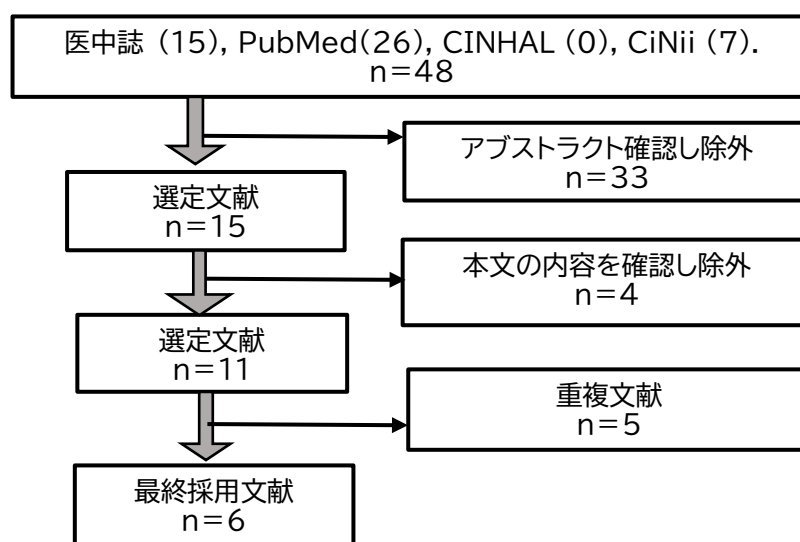 医中誌 (15), PubMed(26), CINHAL (0), CiNii (7).
n=48
アブストラクト確認し除外
n=33
選定文献
n=15
本文の内容を確認し除外
n=4
選定文献
n=11
重複文献
n=5
最終採用文献
n=6